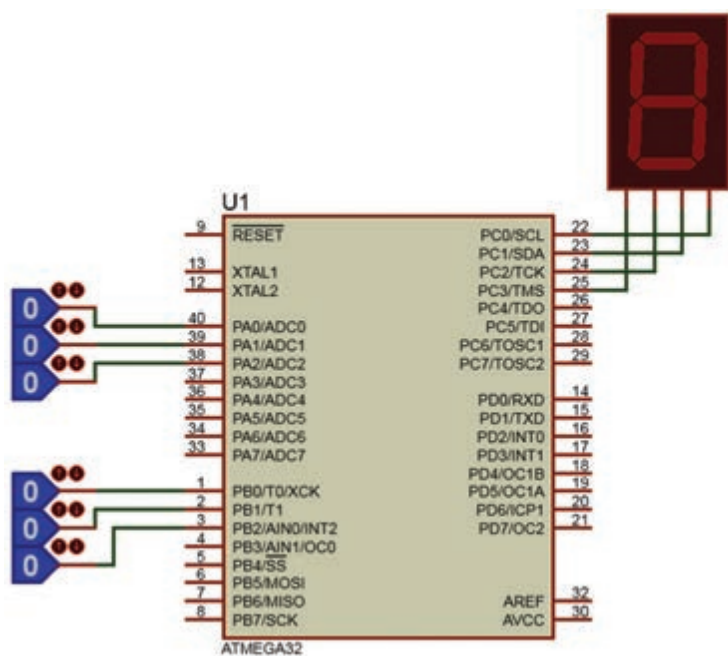 U1
9 RESET PC0/SCL 22
PC1/SDA 23
13 XTAL1 PC2/TCK 24
12 XTAL2 PC3/TMS 25
PC4/TDO 26
0 40 PA0/ADC0 PC5/TDI 27
0 39 PA1/ADC1 PC6/TOSC1 28
0 38 PA2/ADC2 PC7/TOSC2 29
37 PA3/ADC3
36 PA4/ADC4 PD0/RXD 14
35 PA5/ADC5 PD1/TXD 15
34 PA6/ADC6 PD2/INT0 16
33 PA7/ADC7 PD3/INT1 17
PD4/OC1B 18
0 1 PB0/T0/XCK PD5/OC1A 19
0 2 PB1/T1 PD6/ICP1 20
0 3 PB2/AIN0/INT2 PD7/OC2 21
4 PB3/AIN1/OC0
5 PB4/SS
6 PB5/MOSI
7 PB6/MISO AREF 32
8 PB7/SCK AVCC 30
ATMEGA32